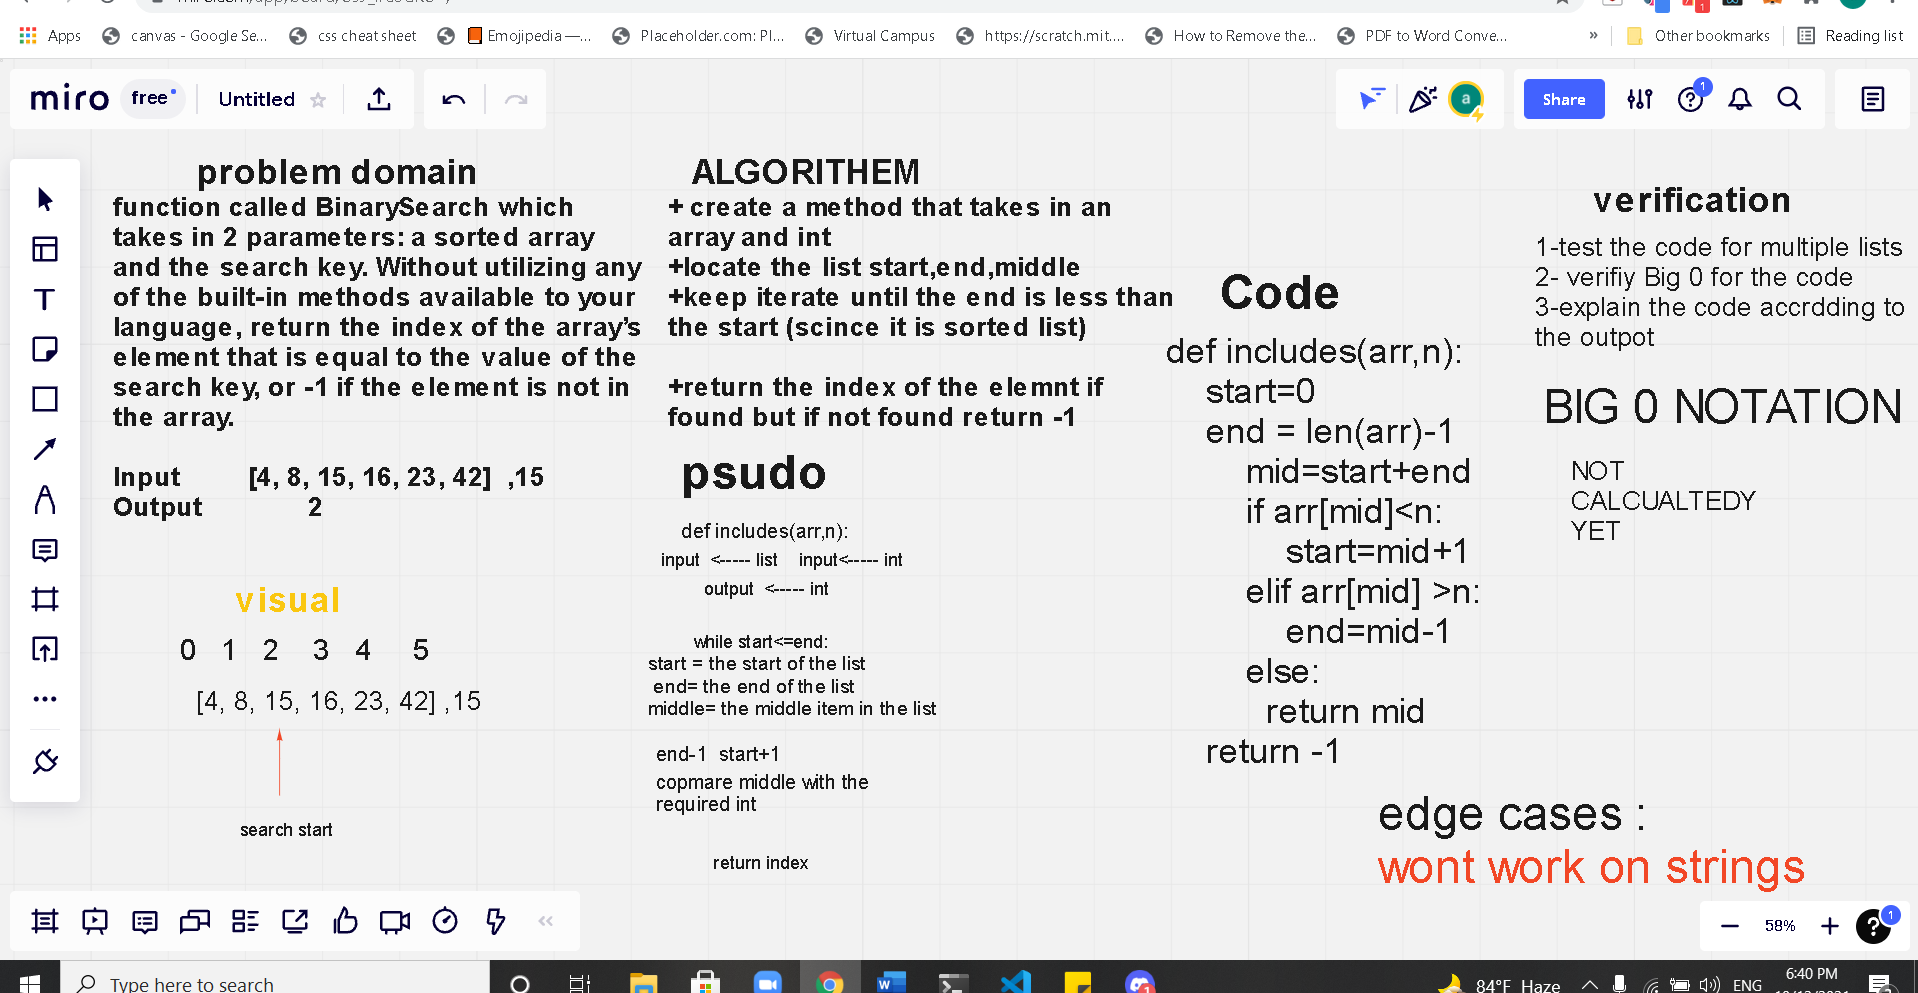 Apps canvas - Google Se... css cheat sheet Emojipedia —... Placeholder.com: Pl... Virtual Campus https://scratch.mit.... How to Remove the... PDF to Word Conve... » Other bookmarks Reading list
miro free Untitled
a Share 1
problem domain
function called BinarySearch which
takes in 2 parameters: a sorted array
and the search key. Without utilizing any
of the built-in methods available to your
language, return the index of the array’s
element that is equal to the value of the
search key, or -1 if the element is not in
the array.
Input [4, 8, 15, 16, 23, 42] ,15
Output 2
visual
0 1 2 3 4 5
[4, 8, 15, 16, 23, 42] ,15
search start
ALGORITHEM
+ create a method that takes in an
array and int
+locate the list start,end,middle
+keep iterate until the end is less than
the start (scince it is sorted list)
+return the index of the elemnt if
found but if not found return -1
psudo
def includes(arr,n):
input <----- list input<----- int
output <----- int
while start<=end:
start = the start of the list
end= the end of the list
middle= the middle item in the list
end-1 start+1
copmare middle with the
required int
return index
Code
def includes(arr,n):
start=0
end = len(arr)-1
mid=start+end
if arr[mid]<n:
start=mid+1
elif arr[mid] >n:
end=mid-1
else:
return mid
return -1
verification
1-test the code for multiple lists
2- verifiy Big 0 for the code
3-explain the code accrdding to
the outpot
BIG 0 NOTATION
NOT
CALCUALTEDY
YET
edge cases :
wont work on strings
58% ? 1
Type here to search
84°F Haze ENG 6:40 PM